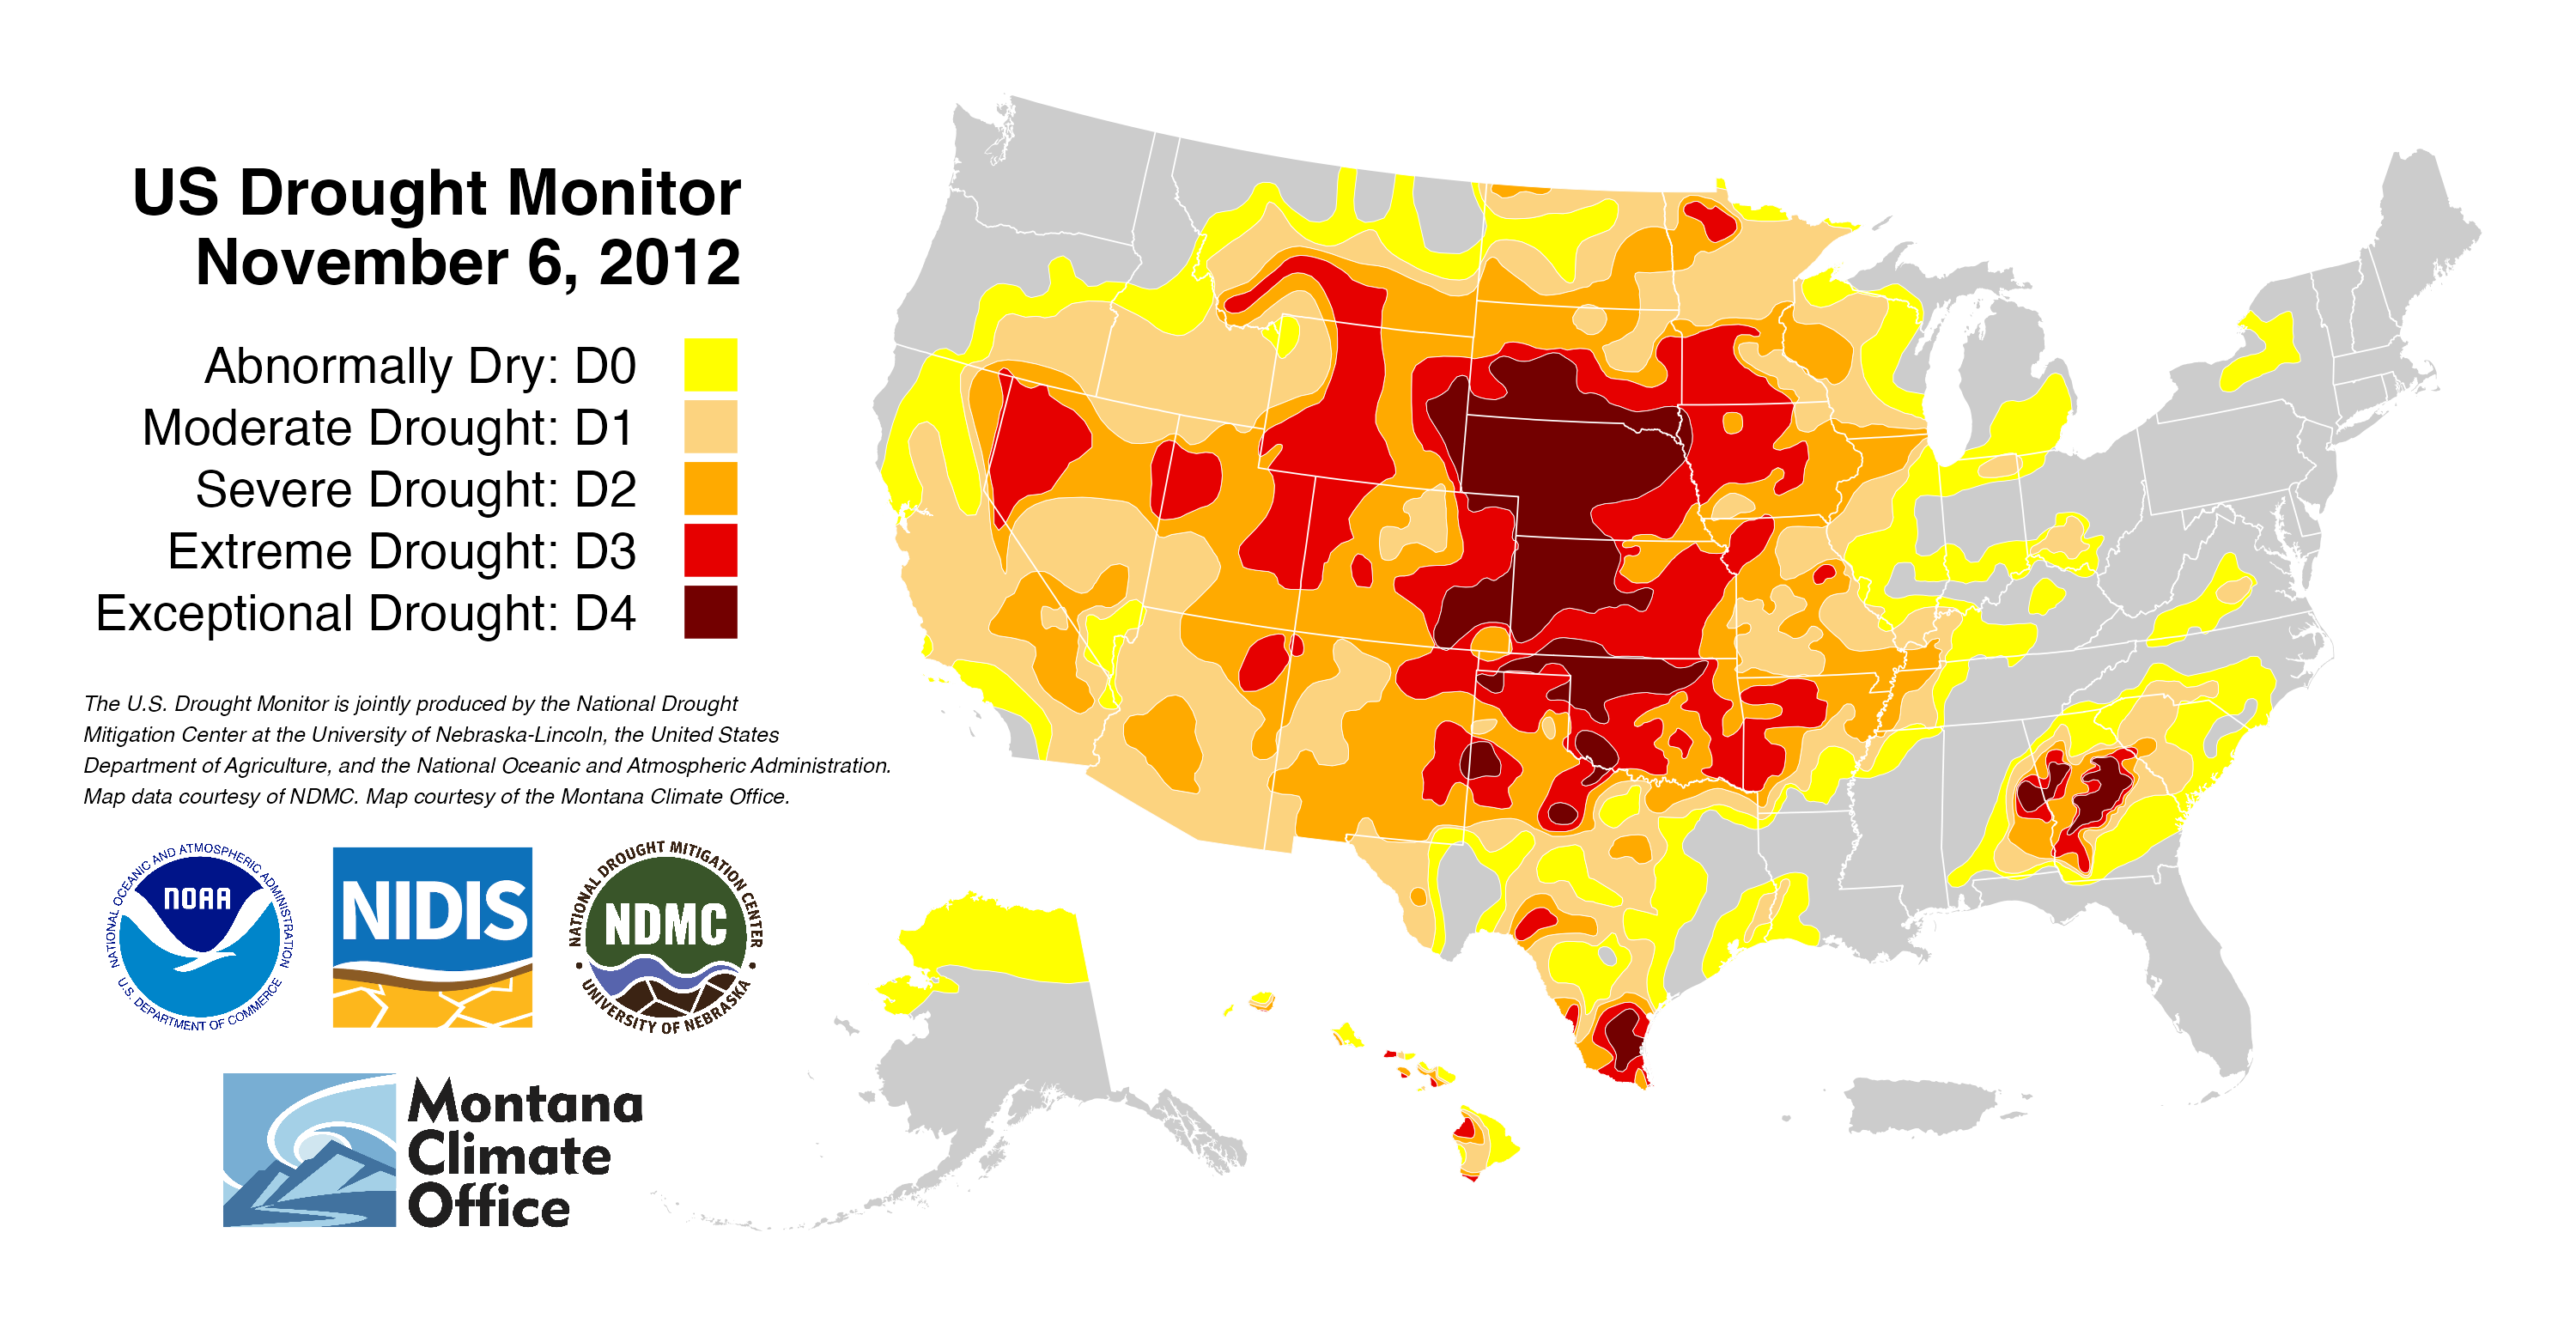 US Drought Monitor
November 6, 2012
Abnormally Dry: D0
Moderate Drought: D1
Severe Drought: D2
Extreme Drought: D3
Exceptional Drought: D4
The U.S. Drought Monitor is jointly produced by the National Drought
Mitigation Center at the University of Nebraska-Lincoln, the United States
Department of Agriculture, and the National Oceanic and Atmospheric Administration.
Map data courtesy of NDMC. Map courtesy of the Montana Climate Office.
NATIONAL OCEANIC AND ATMOSPHERIC ADMINISTRATION
NOAA
U.S. DEPARTMENT OF COMMERCE
NIDIS
NATIONAL DROUGHT MITIGATION CENTER
NDMC
UNIVERSITY OF NEBRASKA
Montana
Climate
Office